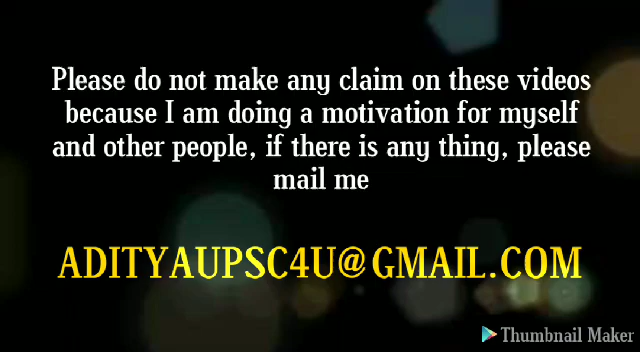 Please do not make any claim on these videos
because I am doing a motivation for myself
and other people, if there is any thing, please
mail me
ADITYAUPSC4U@GMAIL.COM
Thumbnail Maker